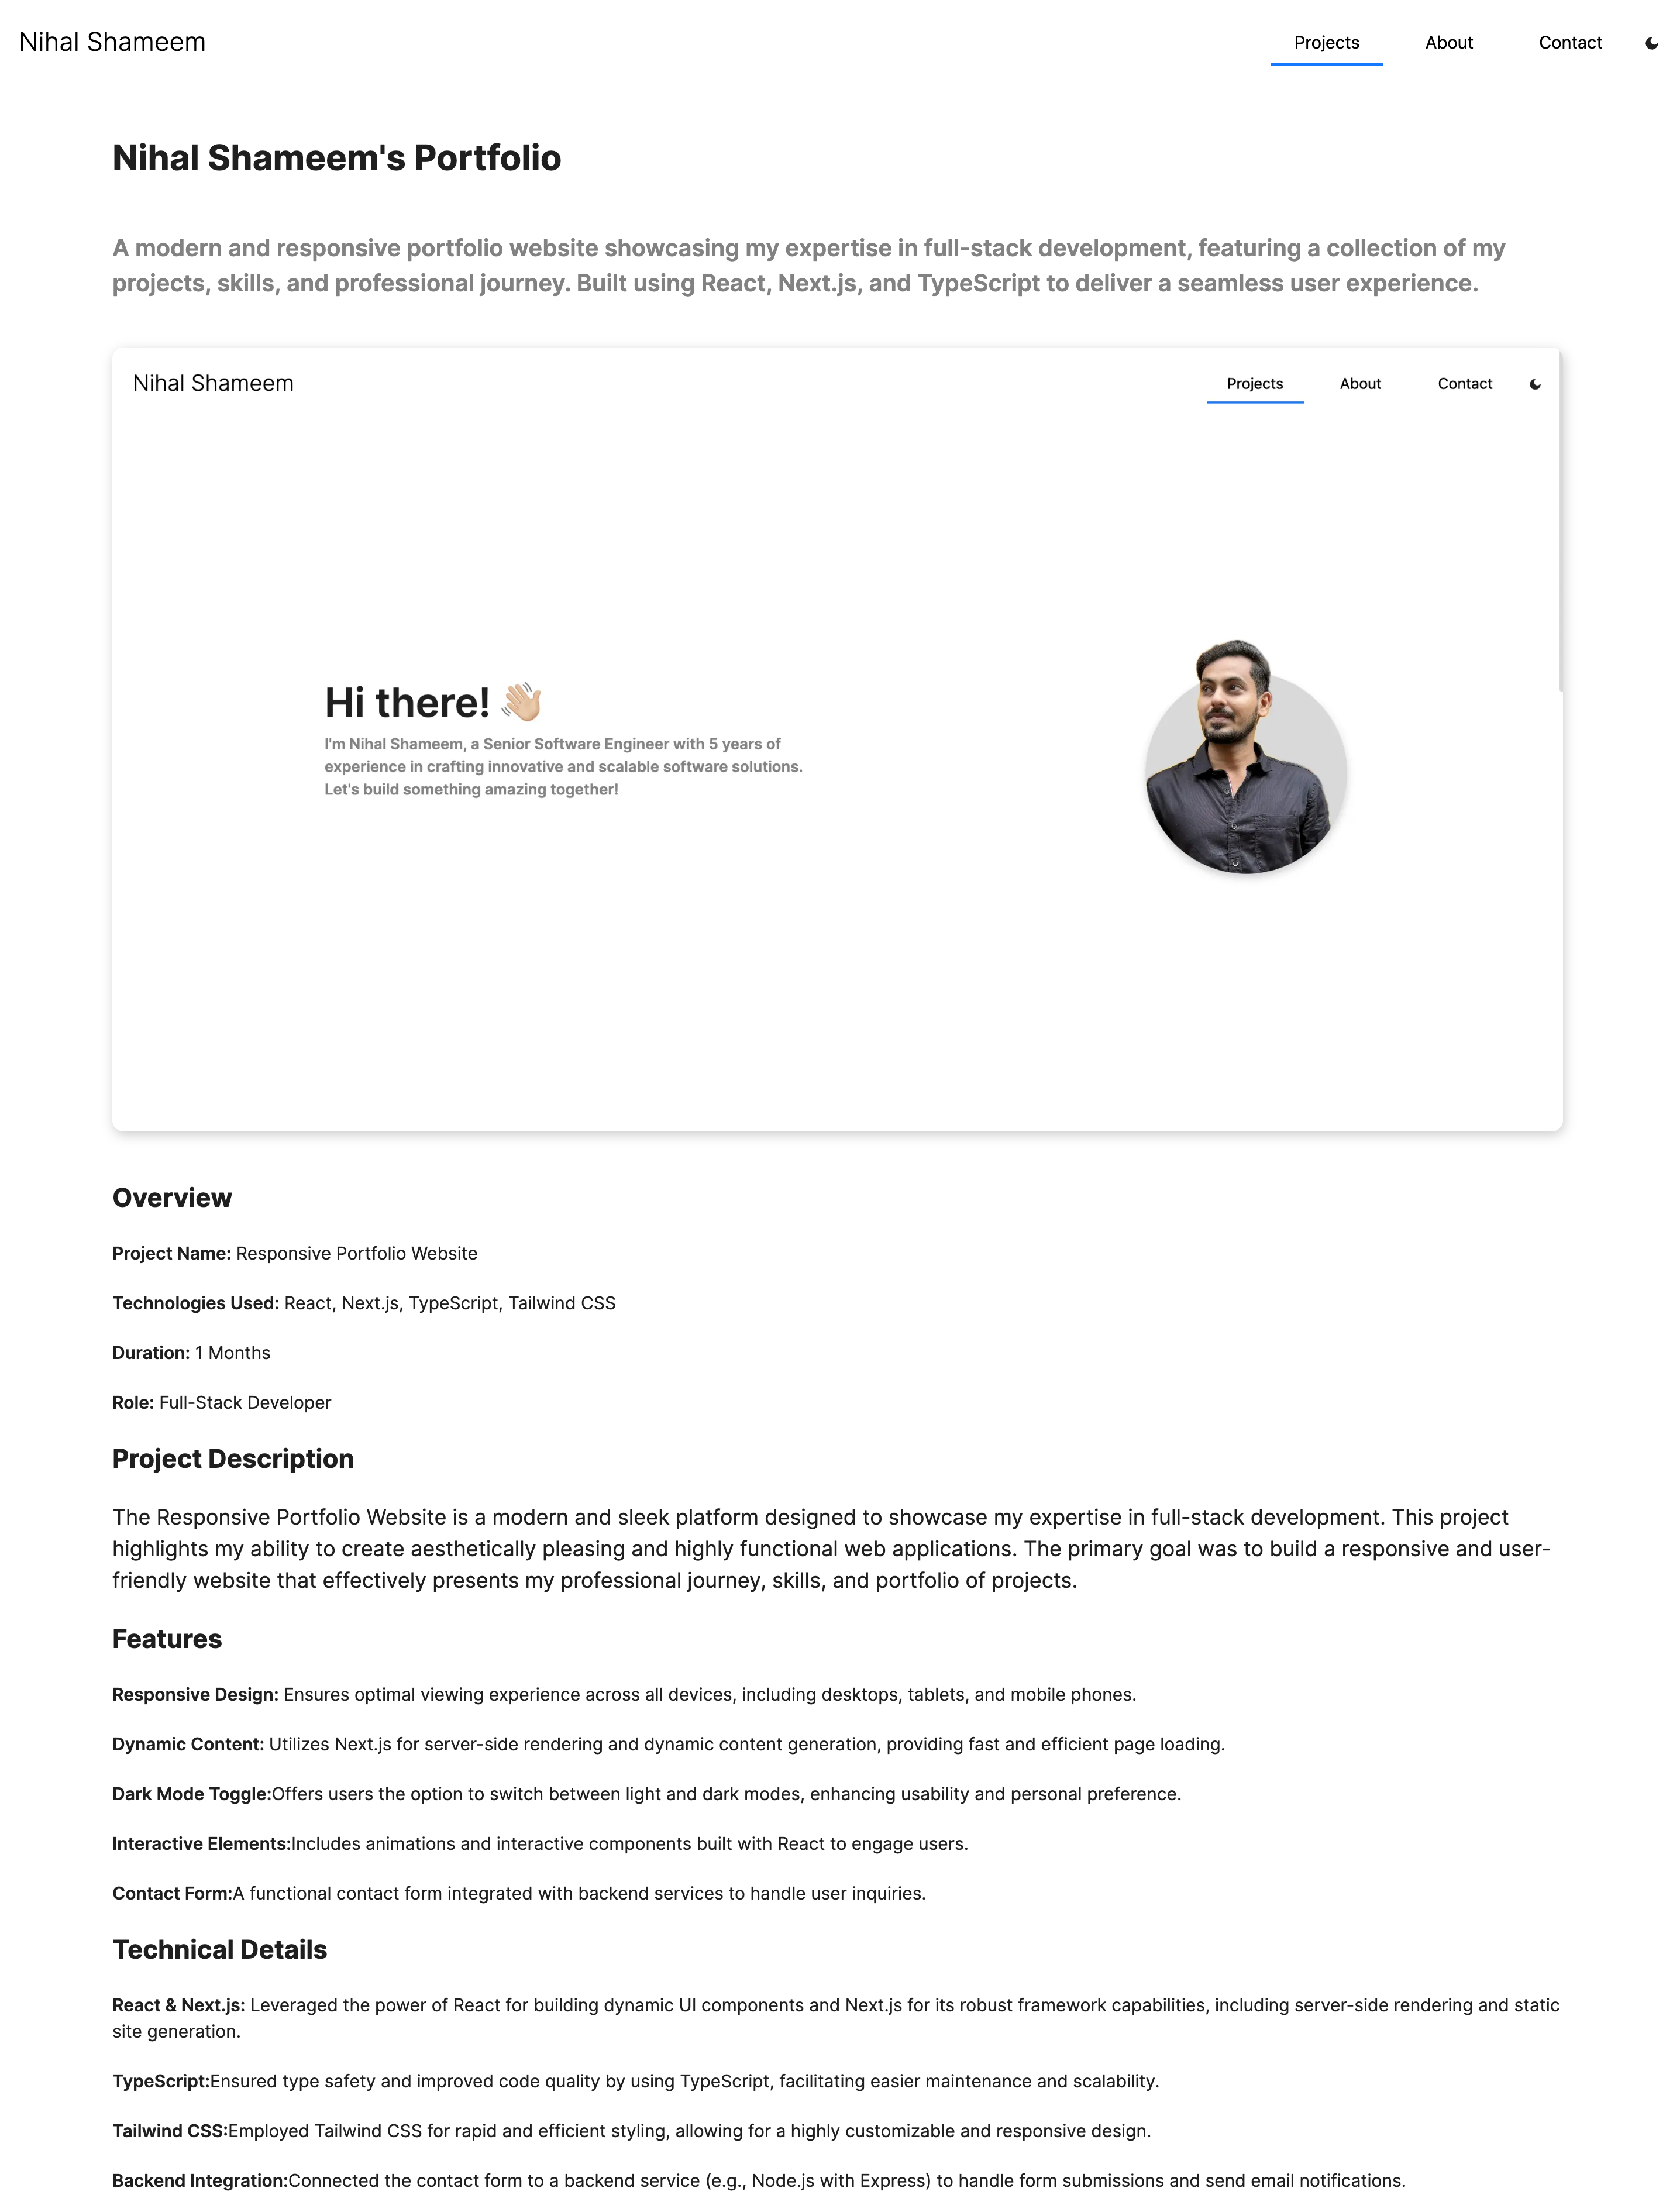 Nihal Shameem
Projects
About
Contact
Nihal Shameem's Portfolio
A modern and responsive portfolio website showcasing my expertise in full-stack development, featuring a collection of my
projects, skills, and professional journey. Built using React, Next.js, and TypeScript to deliver a seamless user experience.
Nihal Shameem
Projects
About
Contact
Hi there! 👋🏼
I'm Nihal Shameem, a Senior Software Engineer with 5 years of
experience in crafting innovative and scalable software solutions.
Let's build something amazing together!
Overview
Project Name: Responsive Portfolio Website
Technologies Used: React, Next.js, TypeScript, Tailwind CSS
Duration: 1 Months
Role: Full-Stack Developer
Project Description
The Responsive Portfolio Website is a modern and sleek platform designed to showcase my expertise in full-stack development. This project
highlights my ability to create aesthetically pleasing and highly functional web applications. The primary goal was to build a responsive and user-
friendly website that effectively presents my professional journey, skills, and portfolio of projects.
Features
Responsive Design: Ensures optimal viewing experience across all devices, including desktops, tablets, and mobile phones.
Dynamic Content: Utilizes Next.js for server-side rendering and dynamic content generation, providing fast and efficient page loading.
Dark Mode Toggle:Offers users the option to switch between light and dark modes, enhancing usability and personal preference.
Interactive Elements:Includes animations and interactive components built with React to engage users.
Contact Form:A functional contact form integrated with backend services to handle user inquiries.
Technical Details
React & Next.js: Leveraged the power of React for building dynamic UI components and Next.js for its robust framework capabilities, including server-side rendering and static
site generation.
TypeScript:Ensured type safety and improved code quality by using TypeScript, facilitating easier maintenance and scalability.
Tailwind CSS:Employed Tailwind CSS for rapid and efficient styling, allowing for a highly customizable and responsive design.
Backend Integration:Connected the contact form to a backend service (e.g., Node.js with Express) to handle form submissions and send email notifications.